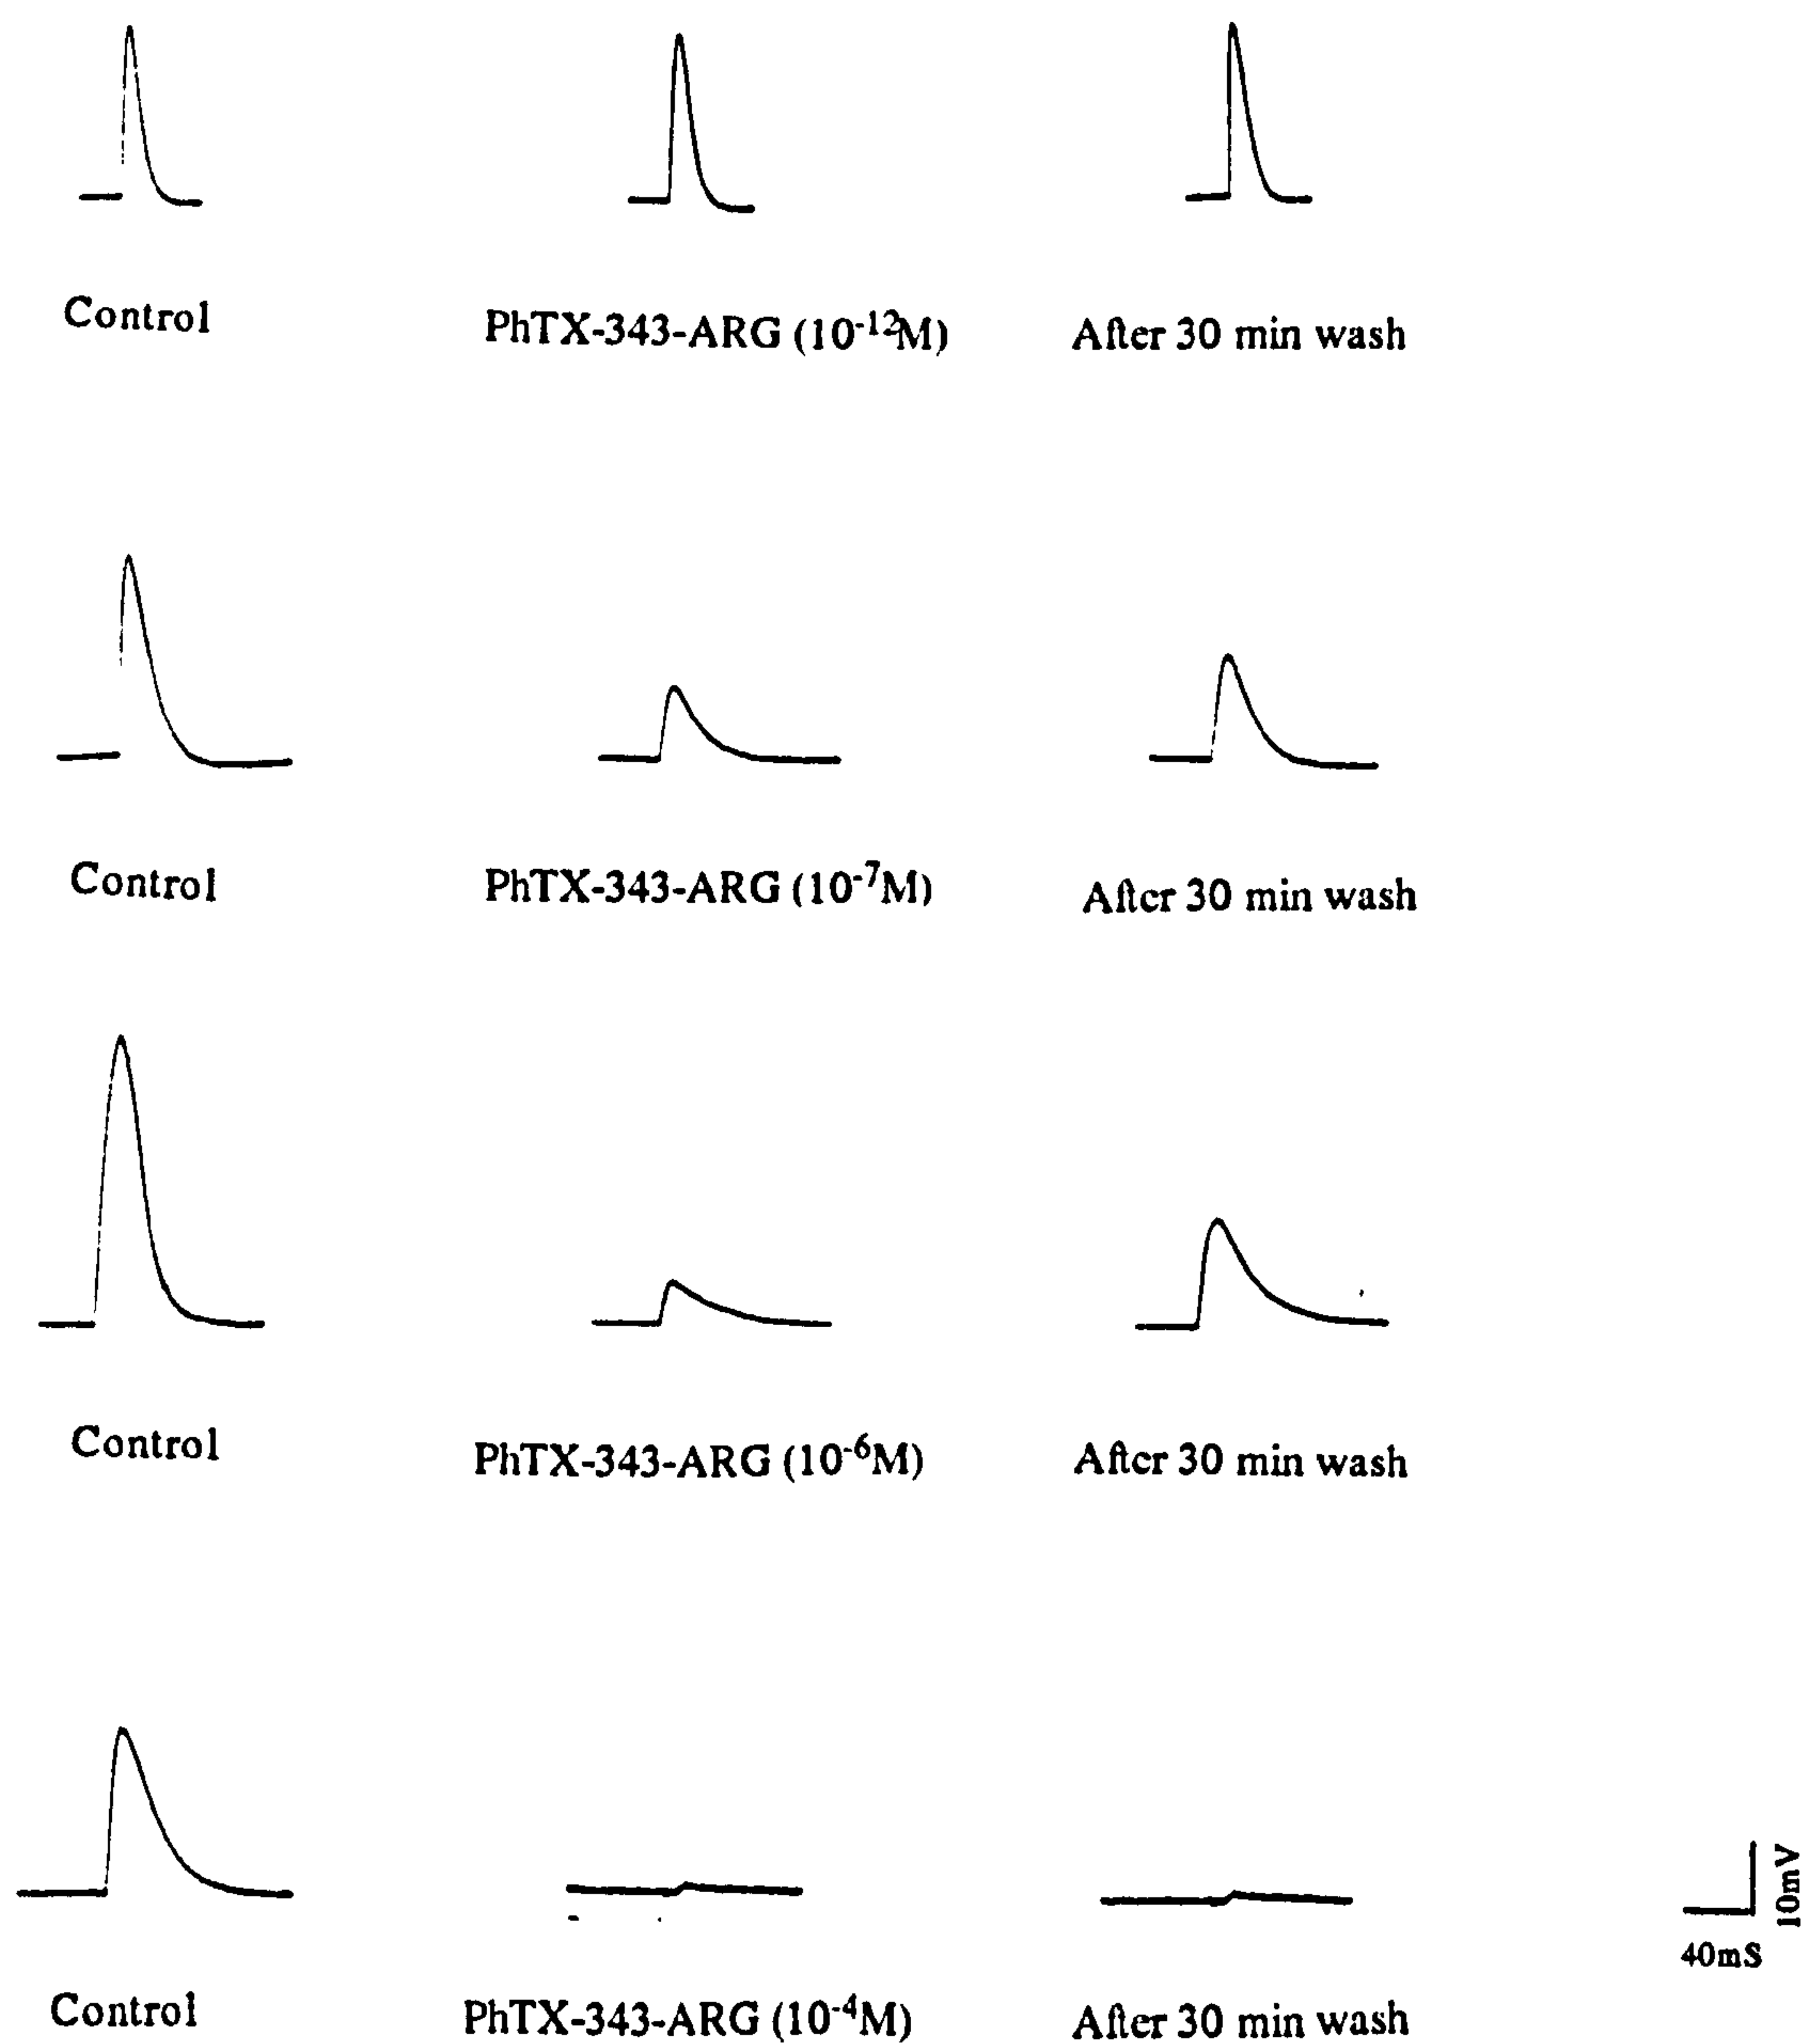 Control
PhTX-343-ARG (10⁻¹²M)
After 30 min wash
Control
PhTX-343-ARG (10⁻⁷M)
After 30 min wash
Control
PhTX-343-ARG (10⁻⁶M)
After 30 min wash
10mV
40mS
Control
PhTX-343-ARG (10⁻⁴M)
After 30 min wash